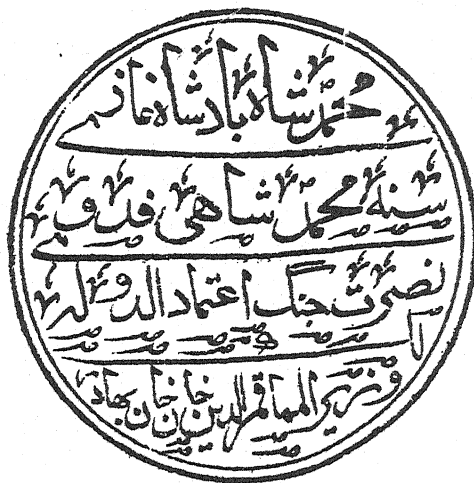 محمد شاه بادشاه غازی
سنه محمد شاهی فدوی
نصرت جنگ اعتماد الدوله
وزیر الممالک قمر الدین خان بهادر